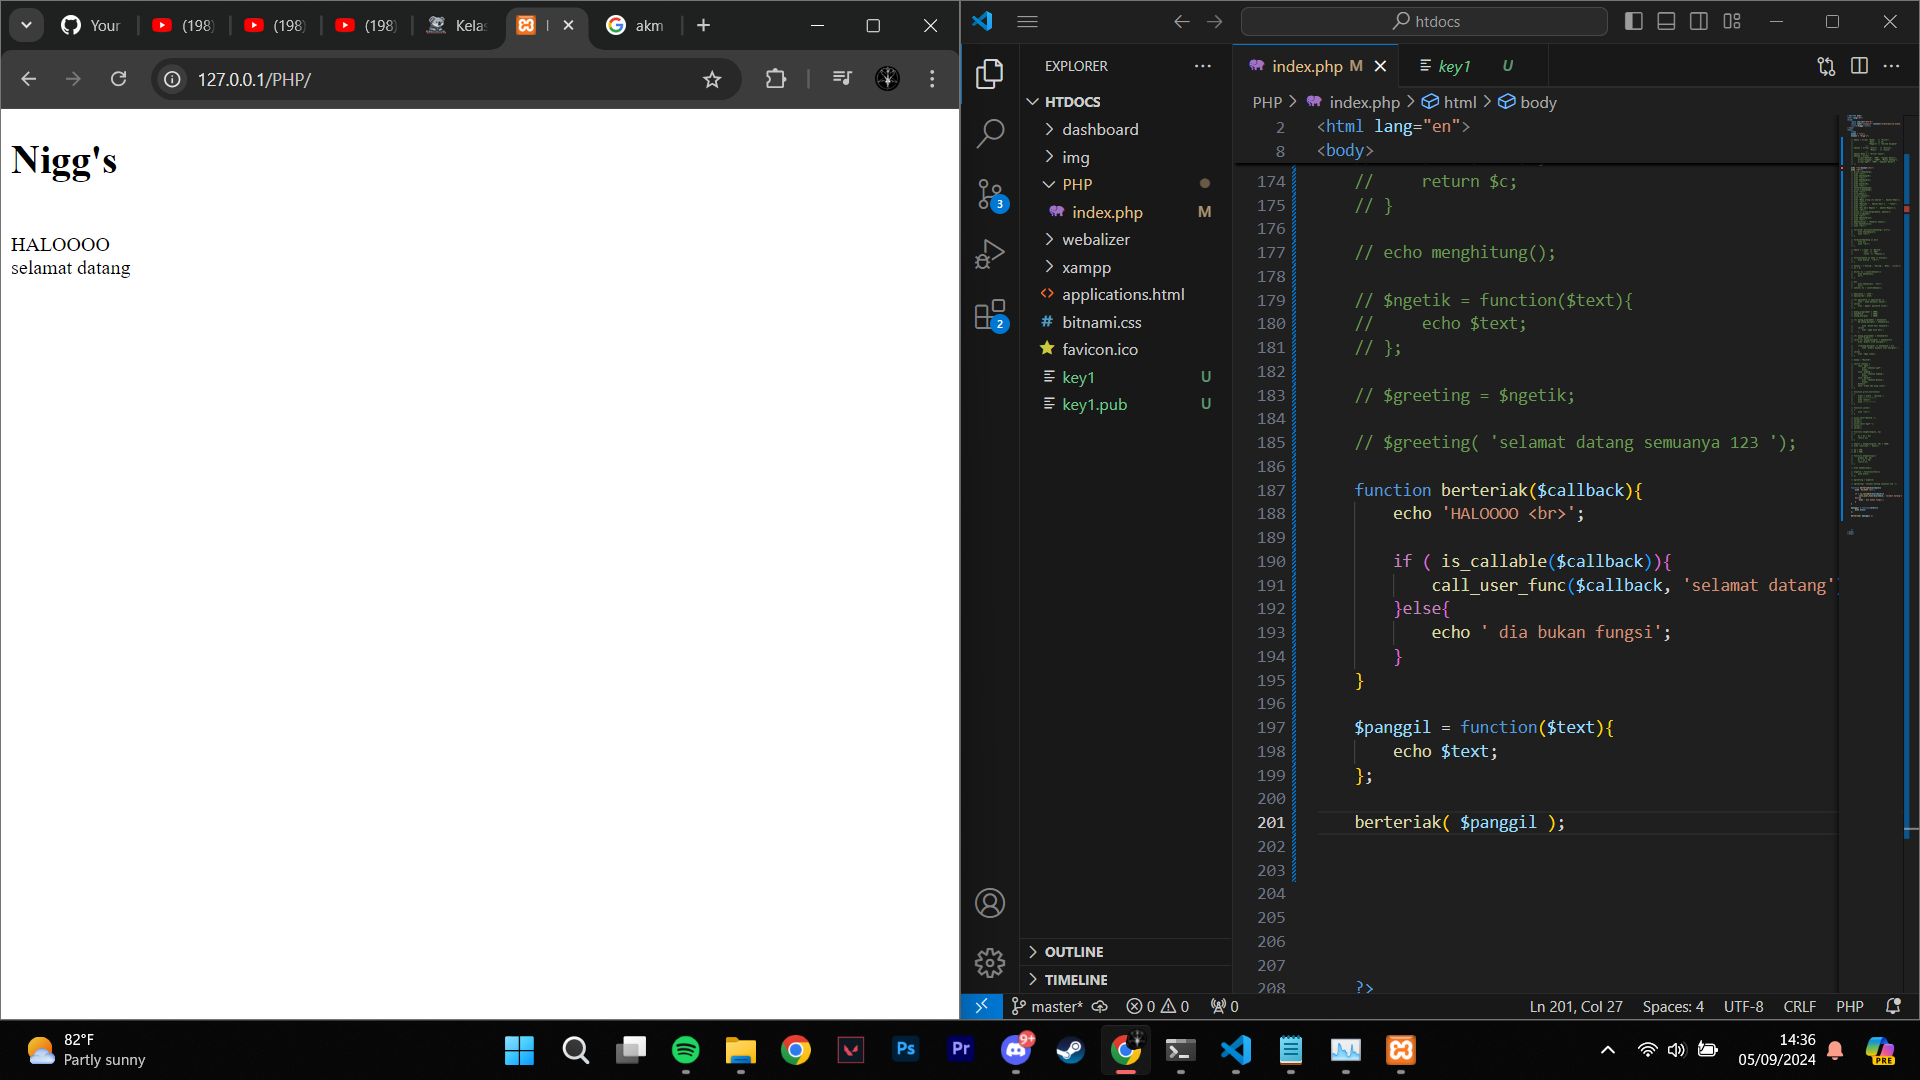 Your
(198)
(198)
(198)
Kelas
akm
127.0.0.1/PHP/
Nigg's
HALOOOO
selamat datang
htdocs
EXPLORER
HTDOCS
dashboard
img
PHP
index.php M
webalizer
xampp
applications.html
bitnami.css
favicon.ico
key1 U
key1.pub U
OUTLINE
TIMELINE
3
2
index.php M
key1 U
PHP > index.php > html > body
2 <html lang="en">
8 <body>
174 //     return $c;
175 // }
176
177 // echo menghitung();
178
179 // $ngetik = function($text){
180 //     echo $text;
181 // };
182
183 // $greeting = $ngetik;
184
185 // $greeting( 'selamat datang semuanya 123 ');
186
187 function berteriak($callback){
188     echo 'HALOOOO <br>';
189
190     if ( is_callable($callback)){
191         call_user_func($callback, 'selamat datang')
192     }else{
193         echo ' dia bukan fungsi';
194     }
195 }
196
197 $panggil = function($text){
198     echo $text;
199 };
200
201 berteriak( $panggil );
202
203
204
205
206
207
208 ?>
master* 0 0 0
Ln 201, Col 27 Spaces: 4 UTF-8 CRLF PHP
82°F
Partly sunny
Ps
Pr
9+
14:36
05/09/2024
PRE